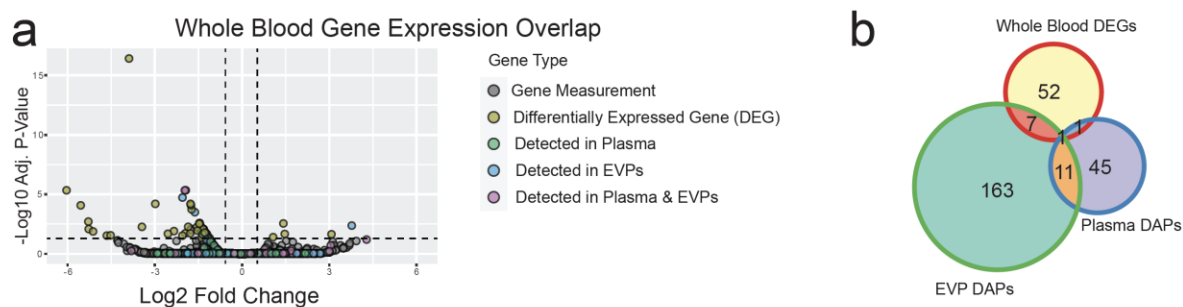 a
Whole Blood Gene Expression Overlap
-Log10 Adj. P-Value
15
10
5
0
-6
-3
0
3
6
Log2 Fold Change
Gene Type
Gene Measurement
Differentially Expressed Gene (DEG)
Detected in Plasma
Detected in EVPs
Detected in Plasma & EVPs
b
Whole Blood DEGs
52
7
1
1
11
45
163
Plasma DAPs
EVP DAPs